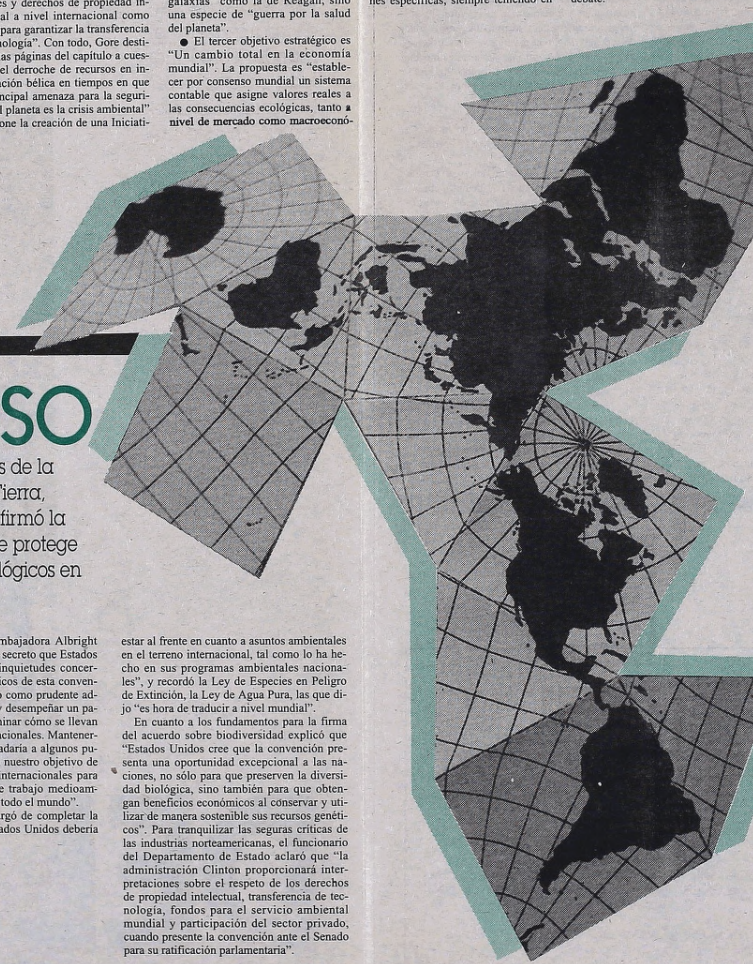 s y derechos de propiedad in-
al a nivel internacional como
para garantizar la transferencia
nología”. Con todo, Gore desti-
as páginas del capítulo a cues-
el derroche de recursos en in-
ción bélica en tiempos en que
ncipal amenaza para la seguri-
l planeta es la crisis ambiental”
one la creación de una Iniciati-
galaxias” como la de Reagan, sino
una especie de “guerra por la salud
del planeta”.
● El tercer objetivo estratégico es
“Un cambio total en la economía
mundial”. La propuesta es “estable-
cer por consenso mundial un sistema
contable que asigne valores reales a
las consecuencias ecológicas, tanto a
nivel de mercado como macroeconó-
nes específicas, siempre teniendo en
debate.
SO
s de la
Tierra,
firmó la
e protege
lógicos en
mbajadora Albright
secreto que Estados
inquietudes concer-
icos de esta conven-
o como prudente ad-
y desempeñar un pa-
minar cómo se llevan
acionales. Mantener-
adaría a algunos pu-
nuestro objetivo de
internacionales para
e trabajo medioam-
todo el mundo”.
rgó de completar la
ados Unidos debería
estar al frente en cuanto a asuntos ambientales
en el terreno internacional, tal como lo ha he-
cho en sus programas ambientales naciona-
les”, y recordó la Ley de Especies en Peligro
de Extinción, la Ley de Agua Pura, las que di-
jo “es hora de traducir a nivel mundial”.
En cuanto a los fundamentos para la firma
del acuerdo sobre biodiversidad explicó que
“Estados Unidos cree que la convención pre-
senta una oportunidad excepcional a las na-
ciones, no sólo para que preserven la diversi-
dad biológica, sino también para que obten-
gan beneficios económicos al conservar y uti-
lizar de manera sostenible sus recursos genéti-
cos”. Para tranquilizar las seguras críticas de
las industrias norteamericanas, el funcionario
del Departamento de Estado aclaró que “la
administración Clinton proporcionará inter-
pretaciones sobre el respeto de los derechos
de propiedad intelectual, transferencia de tec-
nología, fondos para el servicio ambiental
mundial y participación del sector privado,
cuando presente la convención ante el Senado
para su ratificación parlamentaria”.